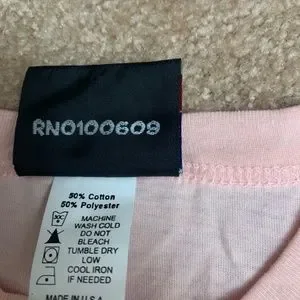 RN0100609
50% Cotton
50% Polyester
MACHINE
WASH COLD
DO NOT
BLEACH
TUMBLE DRY
LOW
COOL IRON
IF NEEDED
MADE IN U.S.A.